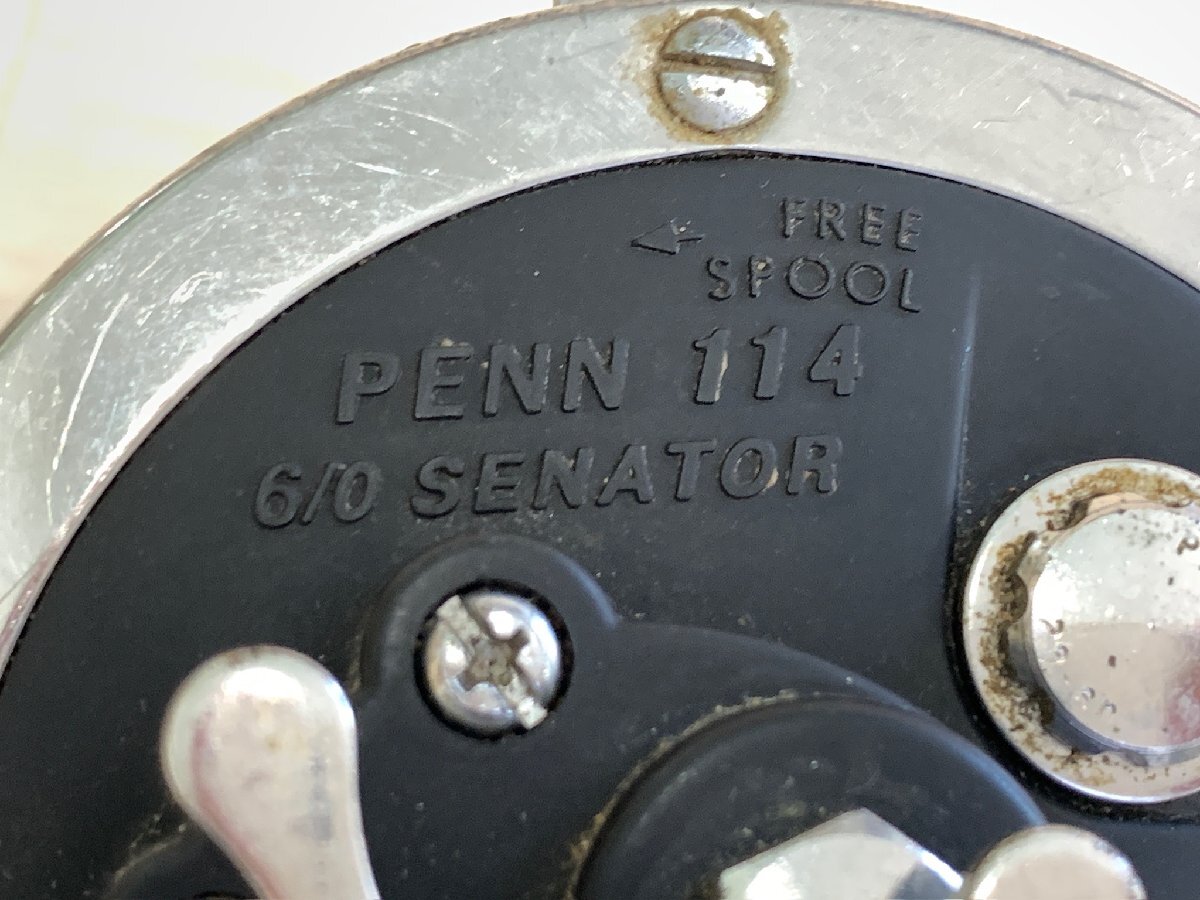 FREE
SPOOL
PENN 114
6/0 SENATOR